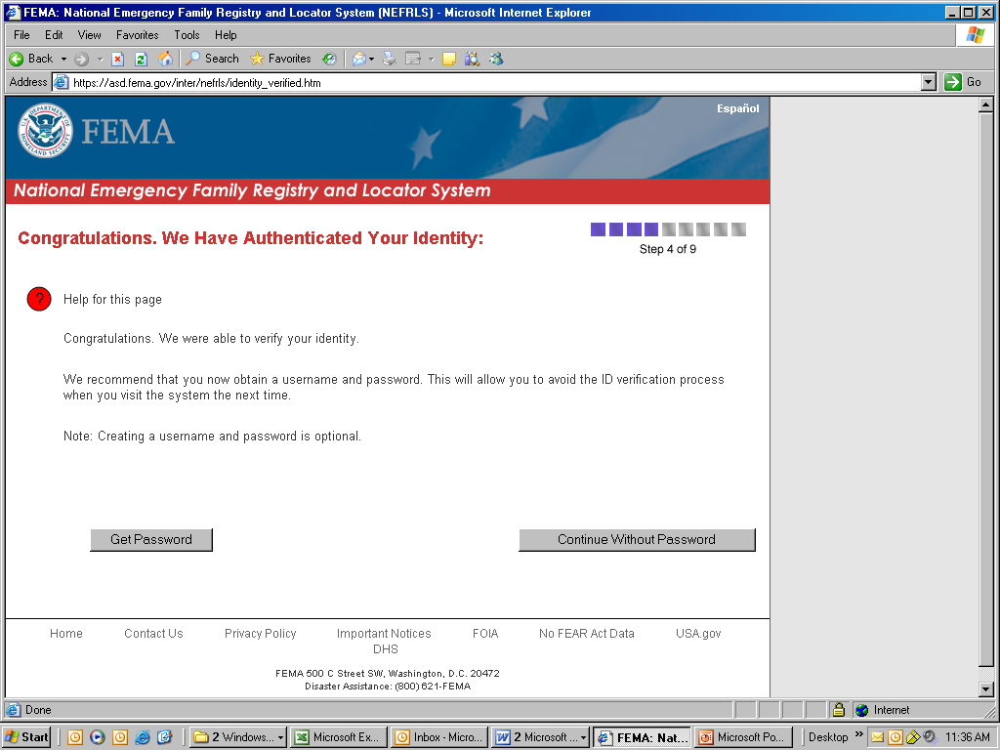 FEMA: National Emergency Family Registry and Locator System (NEFRLS) - Microsoft Internet Explorer
File Edit View Favorites Tools Help
Back Search Favorites
Address https://asd.fema.gov/inter/nefrls/identity_verified.htm Go
Español
U.S. DEPARTMENT OF HOMELAND SECURITY
FEMA
National Emergency Family Registry and Locator System
Congratulations. We Have Authenticated Your Identity:
Step 4 of 9
? Help for this page
Congratulations. We were able to verify your identity.
We recommend that you now obtain a username and password. This will allow you to avoid the ID verification process
when you visit the system the next time.
Note: Creating a username and password is optional.
Get Password Continue Without Password
Home Contact Us Privacy Policy Important Notices FOIA No FEAR Act Data USA.gov
DHS
FEMA 500 C Street SW, Washington, D.C. 20472
Disaster Assistance: (800) 621-FEMA
Done Internet
Start 2 Windows... Microsoft Ex... Inbox - Micro... 2 Microsoft ... FEMA: Nat... Microsoft Po... Desktop » 11:36 AM